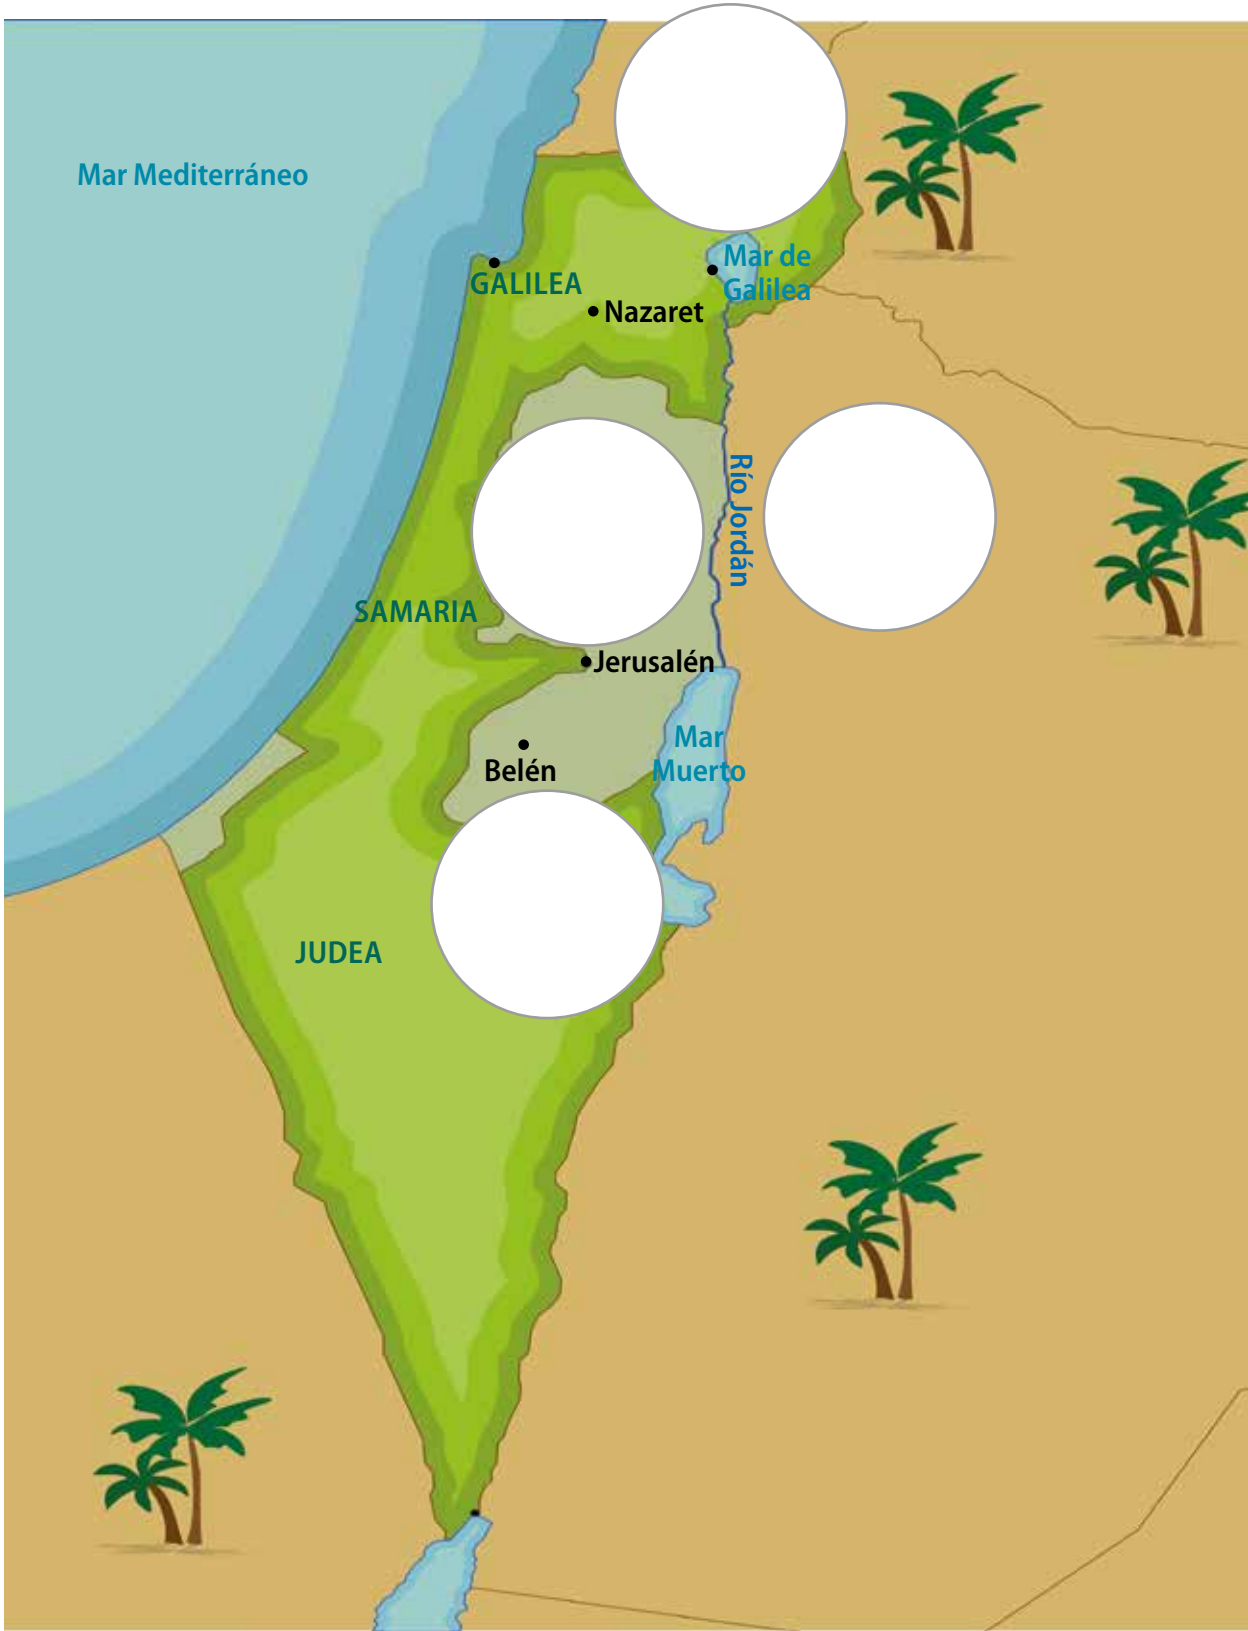 Mar Mediterráneo
Mar de
Galilea
GALILEA
Nazaret
Río Jordán
SAMARIA
Jerusalén
Mar
Muerto
Belén
JUDEA